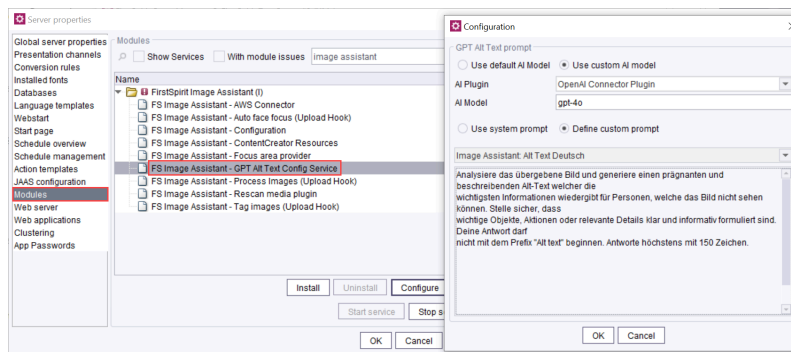 Server properties
Global server properties
Presentation channels
Conversion rules
Installed fonts
Databases
Language templates
Webstart
Start page
Schedule overview
Schedule management
Action templates
JAAS configuration
Modules
Web server
Web applications
Clustering
App Passwords
Modules
Show Services
With module issues
image assistant
Name
FirstSpirit Image Assistant (I)
FS Image Assistant - AWS Connector
FS Image Assistant - Auto face focus (Upload Hook)
FS Image Assistant - Configuration
FS Image Assistant - ContentCreator Resources
FS Image Assistant - Focus area provider
FS Image Assistant - GPT Alt Text Config Service
FS Image Assistant - Process Images (Upload Hook)
FS Image Assistant - Rescan media plugin
FS Image Assistant - Tag images (Upload Hook)
Install
Uninstall
Configure
Start service
Stop s
OK
Cancel
Configuration
GPT Alt Text prompt
Use default AI Model
Use custom AI model
AI Plugin
OpenAI Connector Plugin
AI Model
gpt-4o
Use system prompt
Define custom prompt
Image Assistant: Alt Text Deutsch
Analysiere das übergebene Bild und generiere einen prägnanten und
beschreibenden Alt-Text welcher die
wichtigsten Informationen wiedergibt für Personen, welche das Bild nicht sehen
können. Stelle sicher, dass
wichtige Objekte, Aktionen oder relevante Details klar und informativ formuliert sind.
Deine Antwort darf
nicht mit dem Prefix "Alt text" beginnen. Antworte höchstens mit 150 Zeichen.
OK
Cancel